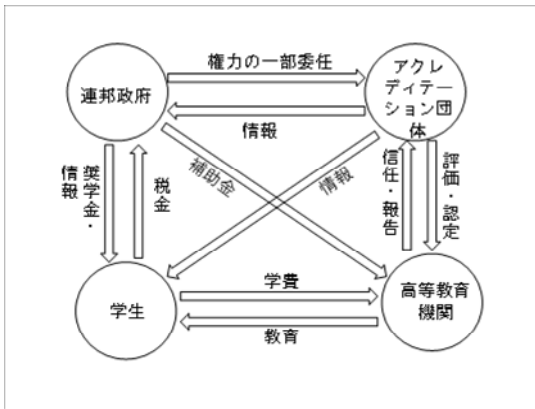 権力の一部委任
連邦政府
アクレ
ディテー
ション団
体
情報
奨学金・
情報
税金
補助金
情報
信任・報告
評価・認定
学費
学生
高等教育
機関
教育